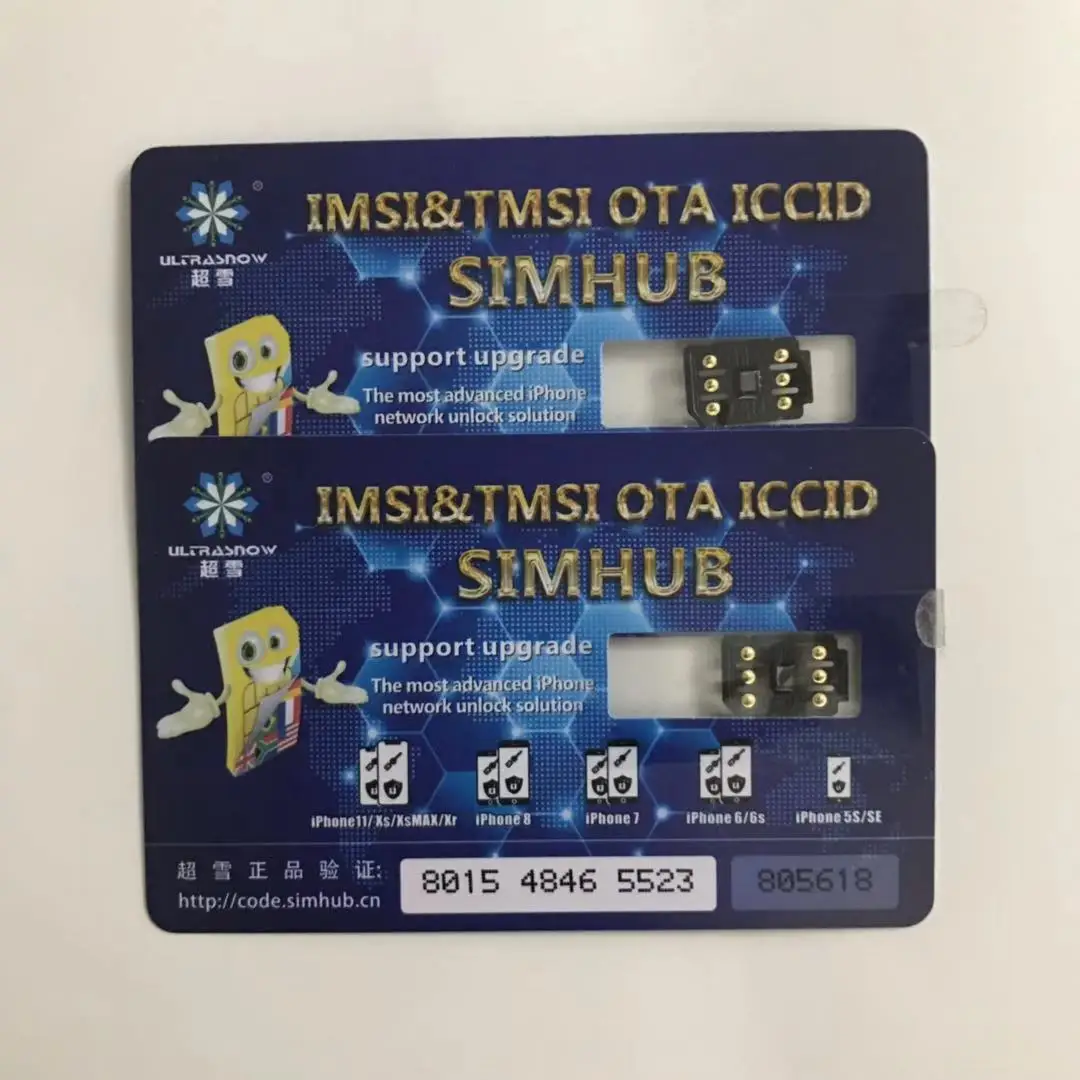 ®
IMSI&TMSI OTA ICCID
ULTRASNOW
超雪
SIMHUB
support upgrade
The most advanced iPhone
network unlock solution
®
IMSI&TMSI OTA ICCID
ULTRASNOW
超雪
SIMHUB
support upgrade
The most advanced iPhone
network unlock solution
iPhone11/Xs/XsMAX/Xr iPhone 8 iPhone 7 iPhone 6/6s iPhone 5S/SE
超雪正品验证:
http://code.simhub.cn
8015 4846 5523 805618